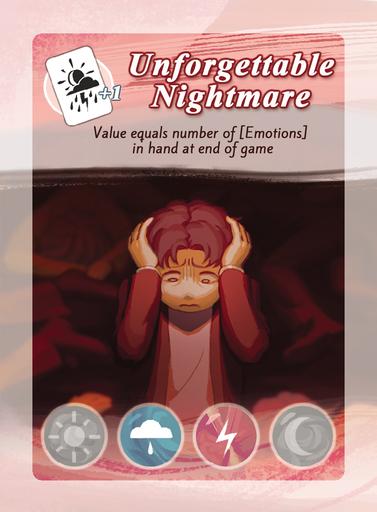 Unforgettable
Nightmare
+1
Value equals number of [Emotions]
in hand at end of game